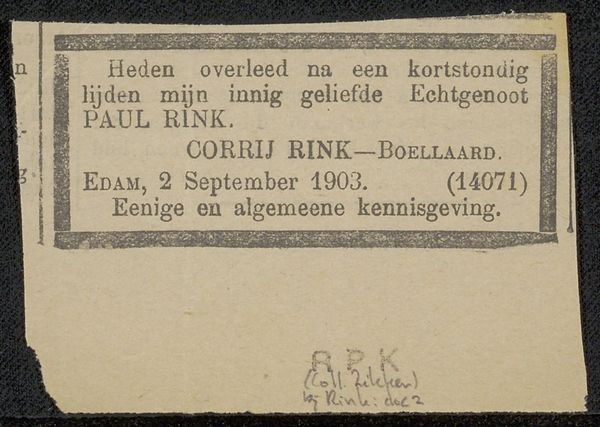 Heden overleed na een kortstondig
lijden mijn innig geliefde Echtgenoot
PAUL RINK.
CORRIJ RINK—BOELLAARD.
EDAM, 2 September 1903. (14071)
Eenige en algemeene kennisgeving.
n
g.
R P K
(Coll. Zilcken)
bij Rink: doc 2